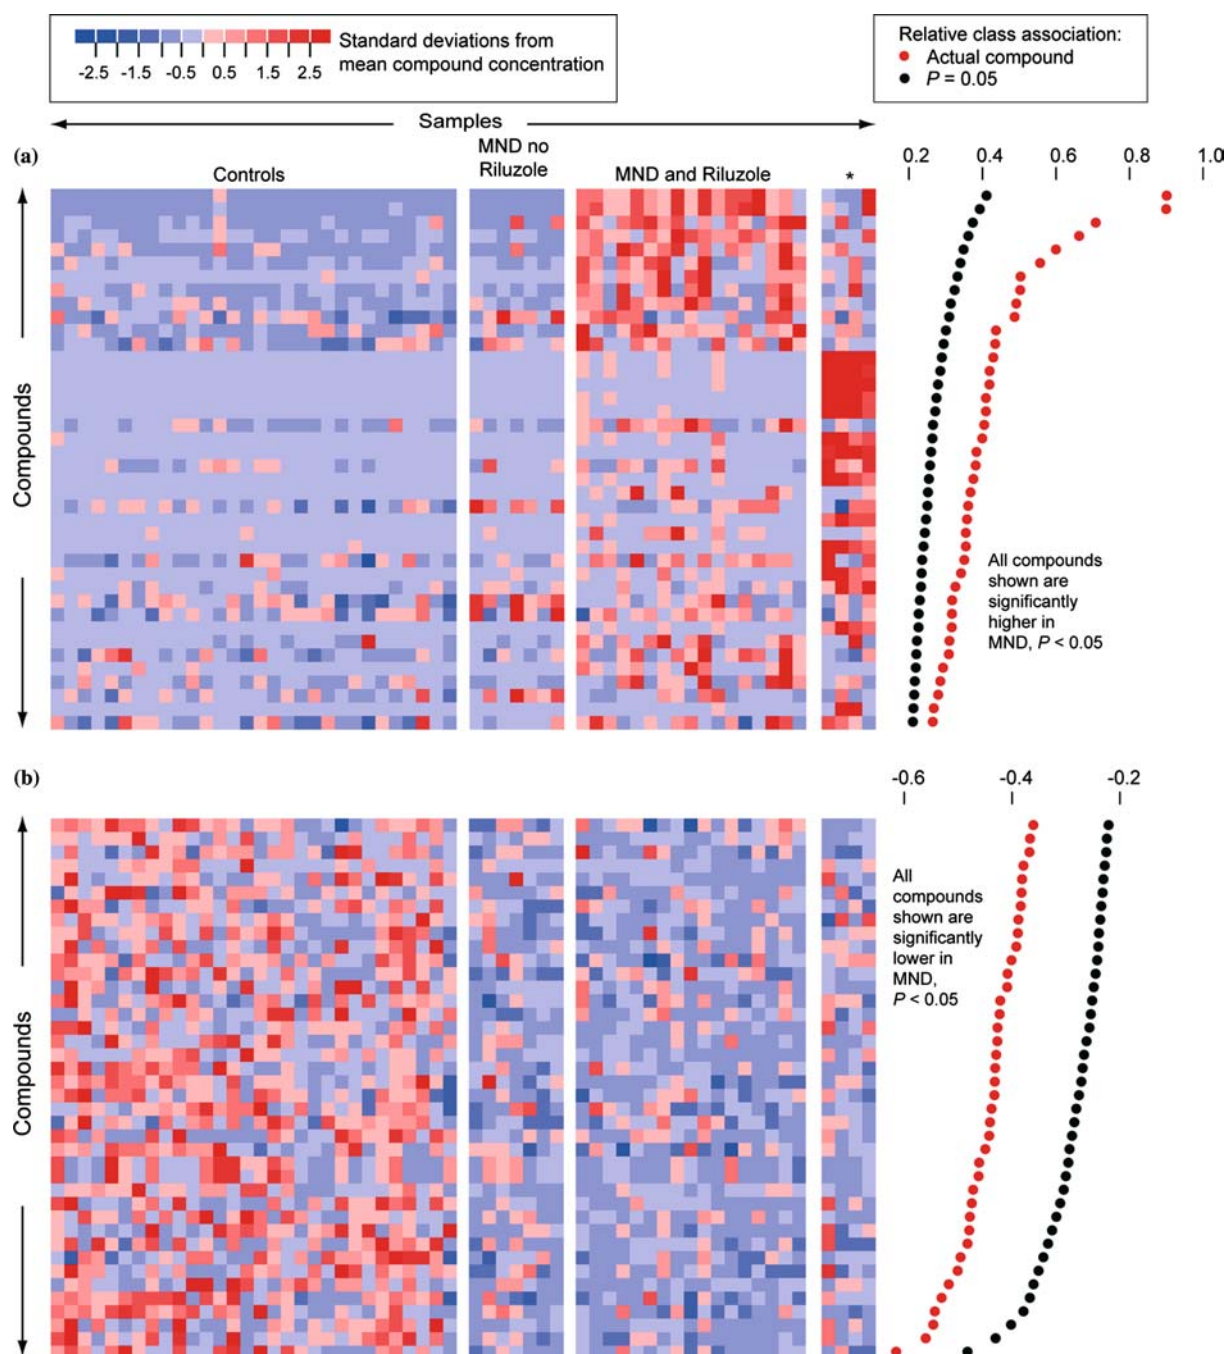 -2.5 -1.5 -0.5 0.5 1.5 2.5
Standard deviations from
mean compound concentration
Relative class association:
Actual compound
P = 0.05
Samples
(a)
Controls
MND no
Riluzole
MND and Riluzole
*
0.2 0.4 0.6 0.8 1.0
Compounds
All compounds
shown are
significantly
higher in
MND, P < 0.05
(b)
-0.6 -0.4 -0.2
Compounds
All
compounds
shown are
significantly
lower in
MND,
P < 0.05